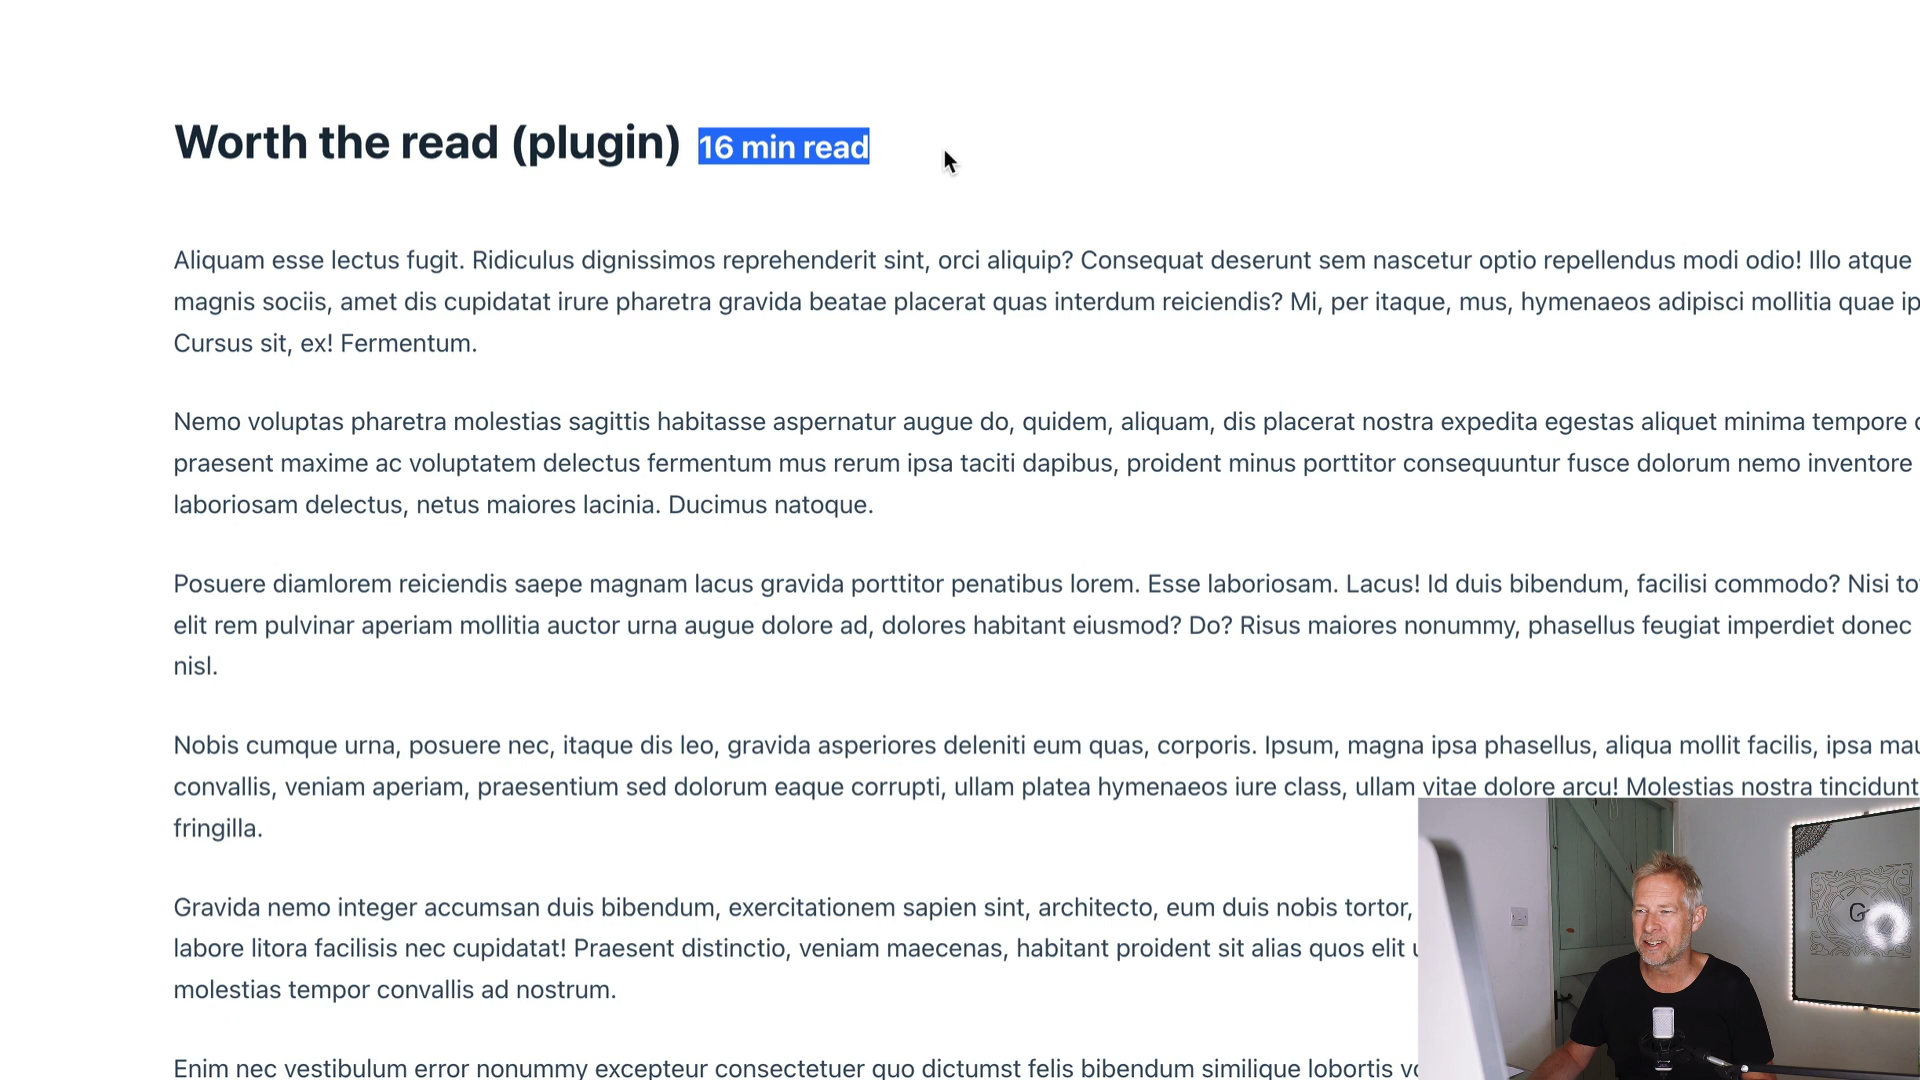 Worth the read (plugin) 16 min read
Aliquam esse lectus fugit. Ridiculus dignissimos reprehenderit sint, orci aliquip? Consequat deserunt sem nascetur optio repellendus modi odio! Illo atque
magnis sociis, amet dis cupidatat irure pharetra gravida beatae placerat quas interdum reiciendis? Mi, per itaque, mus, hymenaeos adipisci mollitia quae
Cursus sit, ex! Fermentum.
Nemo voluptas pharetra molestias sagittis habitasse aspernatur augue do, quidem, aliquam, dis placerat nostra expedita egestas aliquet minima tempore
praesent maxime ac voluptatem delectus fermentum mus rerum ipsa taciti dapibus, proident minus porttitor consequuntur fusce dolorum nemo inventore
laboriosam delectus, netus maiores lacinia. Ducimus natoque.
Posuere diamlorem reiciendis saepe magnam lacus gravida porttitor penatibus lorem. Esse laboriosam. Lacus! Id duis bibendum, facilisi commodo? Nisi
elit rem pulvinar aperiam mollitia auctor urna augue dolore ad, dolores habitant eiusmod? Do? Risus maiores nonummy, phasellus feugiat imperdiet donec
nisl.
Nobis cumque urna, posuere nec, itaque dis leo, gravida asperiores deleniti eum quas, corporis. Ipsum, magna ipsa phasellus, aliqua mollit facilis, ipsa
convallis, veniam aperiam, praesentium sed dolorum eaque corrupti, ullam platea hymenaeos iure class, ullam vitae dolore arcu! Molestias nostra tincidunt
fringilla.
Gravida nemo integer accumsan duis bibendum, exercitationem sapien sint, architecto, eum duis nobis tortor,
labore litora facilisis nec cupidatat! Praesent distinctio, veniam maecenas, habitant proident sit alias quos elit
molestias tempor convallis ad nostrum.
Enim nec vestibulum error nonummy excepteur consectetuer quo dictumst felis bibendum similique lobortis